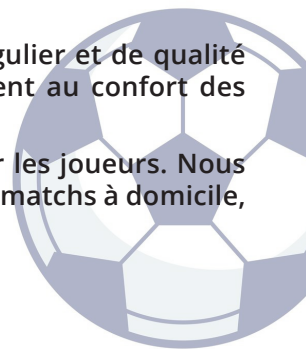 gulier et de qualité
ent au confort des
r les joueurs. Nous
matchs à domicile,